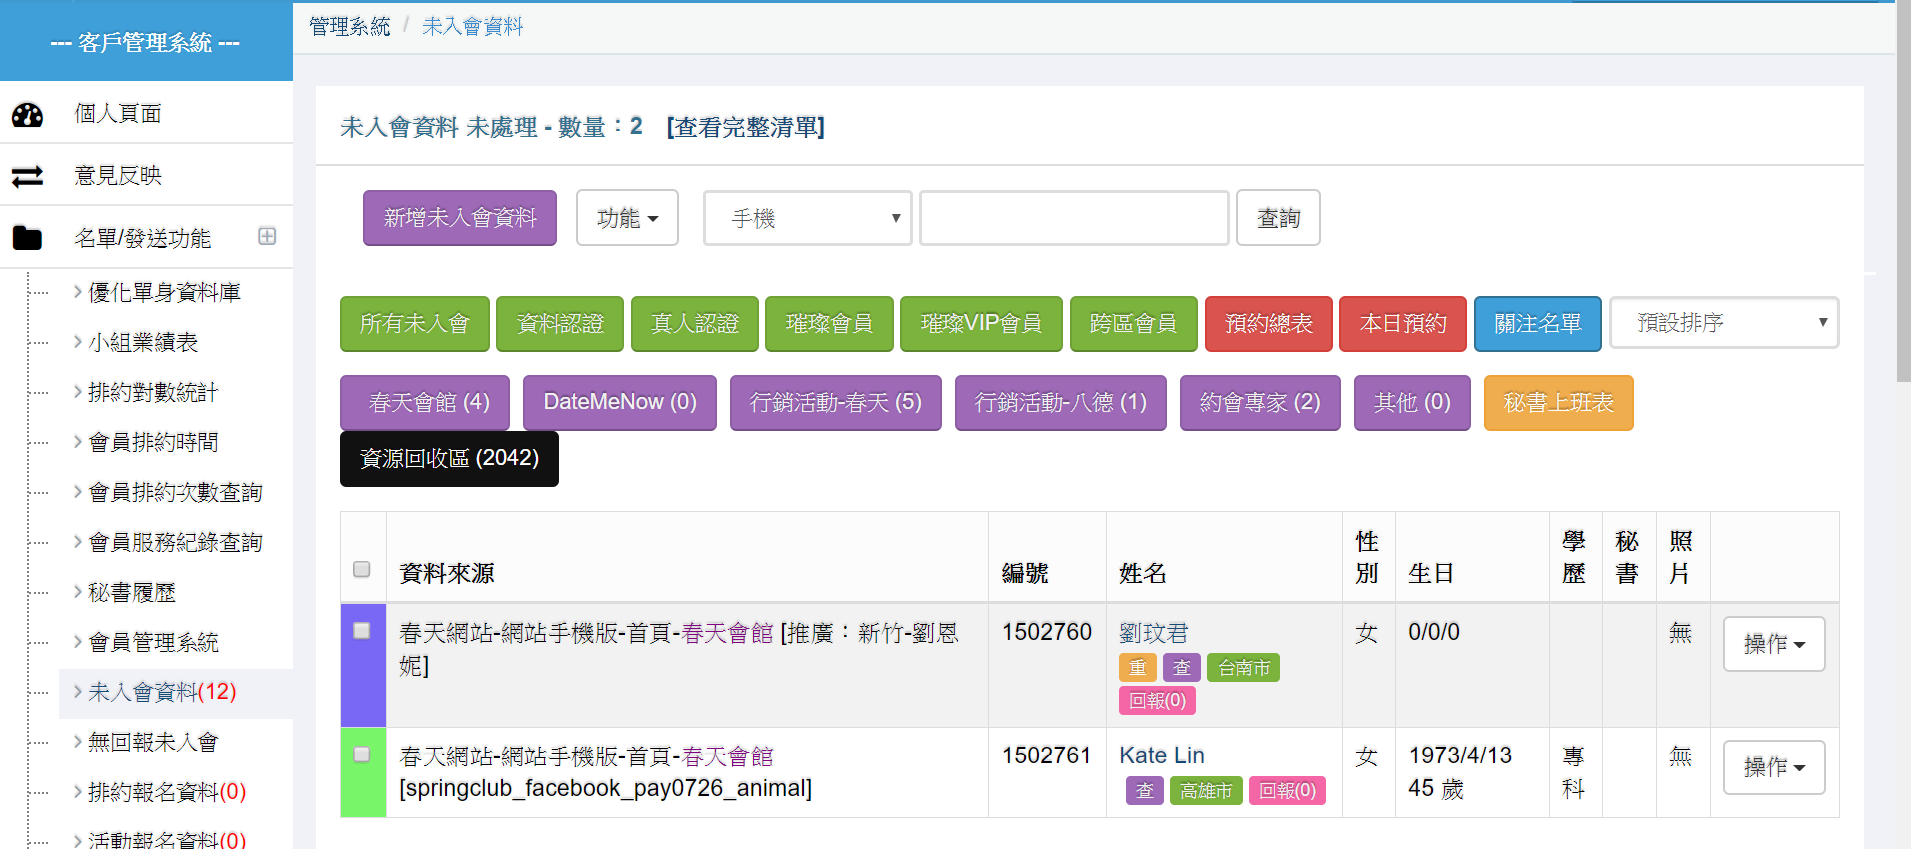 --- 客戶管理系統 ---
管理系統 / 未入會資料
個人頁面
意見反映
名單/發送功能
優化單身資料庫
小組業績表
排約對數統計
會員排約時間
會員排約次數查詢
會員服務紀錄查詢
秘書履歷
會員管理系統
未入會資料(12)
無回報未入會
排約報名資料(0)
活動報名資料(0)
未入會資料 未處理 - 數量：2 [查看完整清單]
新增未入會資料 功能 手機 查詢
所有未入會 資料認證 真人認證 璀璨會員 璀璨VIP會員 跨區會員 預約總表 本日預約 關注名單 預設排序
春天會館 (4) DateMeNow (0) 行銷活動-春天 (5) 行銷活動-八德 (1) 約會專家 (2) 其他 (0) 秘書上班表
資源回收區 (2042)
資料來源 編號 姓名 性別 生日 學歷 秘書 照片
春天網站-網站手機版-首頁-春天會館 [推廣：新竹-劉恩妮] 1502760 劉玟君 女 0/0/0 無 操作
重 查 台南市
回報(0)
春天網站-網站手機版-首頁-春天會館 1502761 Kate Lin 女 1973/4/13 專科 無 操作
[springclub_facebook_pay0726_animal] 查 高雄市 回報(0) 45 歲